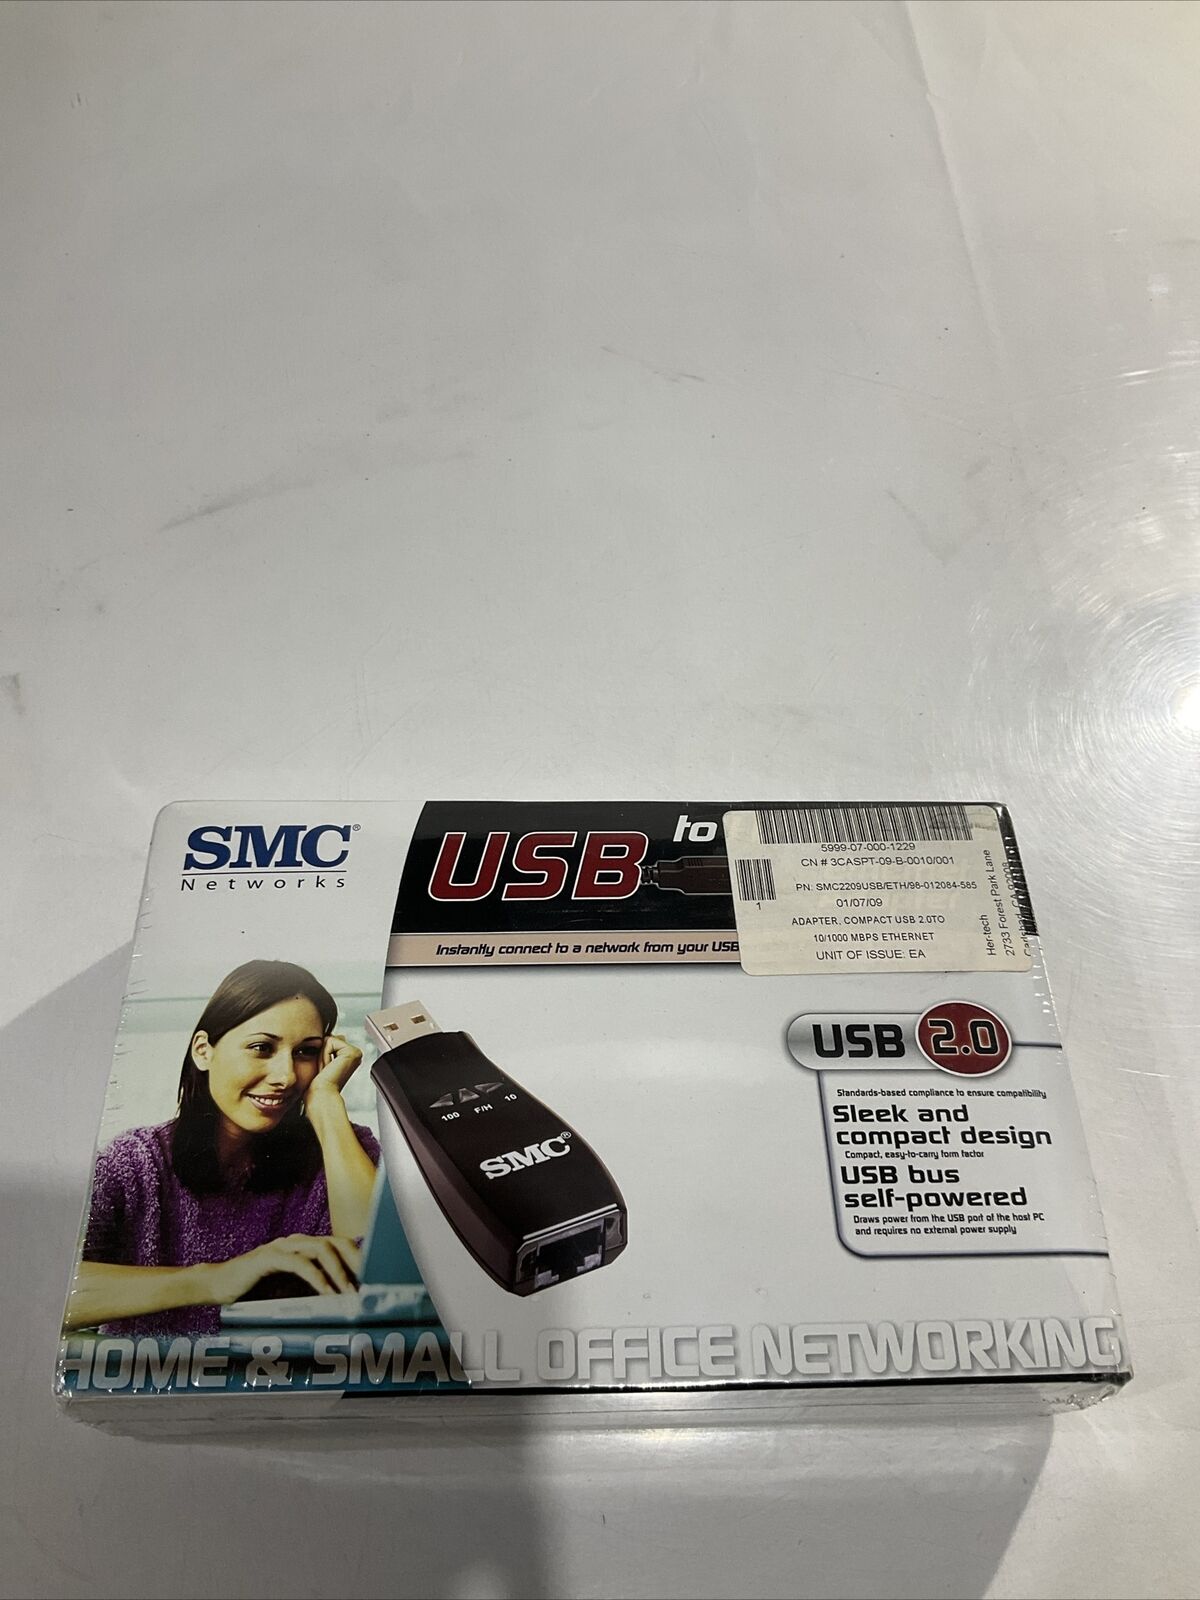 SMC®
Networks
USB to
Instantly connect to a network from your USB
5999-07-000-1229
CN # 3CASPT-09-B-0010/001
PN: SMC2209USB/ETH/98-012084-585
1
01/07/09
ADAPTER, COMPACT USB 2.0TO
10/1000 MBPS ETHERNET
UNIT OF ISSUE: EA
Her-tech
2733 Forest Park Lane
Carlsbad, CA
USB 2.0
Standards-based compliance to ensure compatibility
Sleek and
compact design
Compact, easy-to-carry form factor
USB bus
self-powered
Draws power from the USB port of the host PC
and requires no external power supply
100 F/H 10
SMC®
HOME & SMALL OFFICE NETWORKING